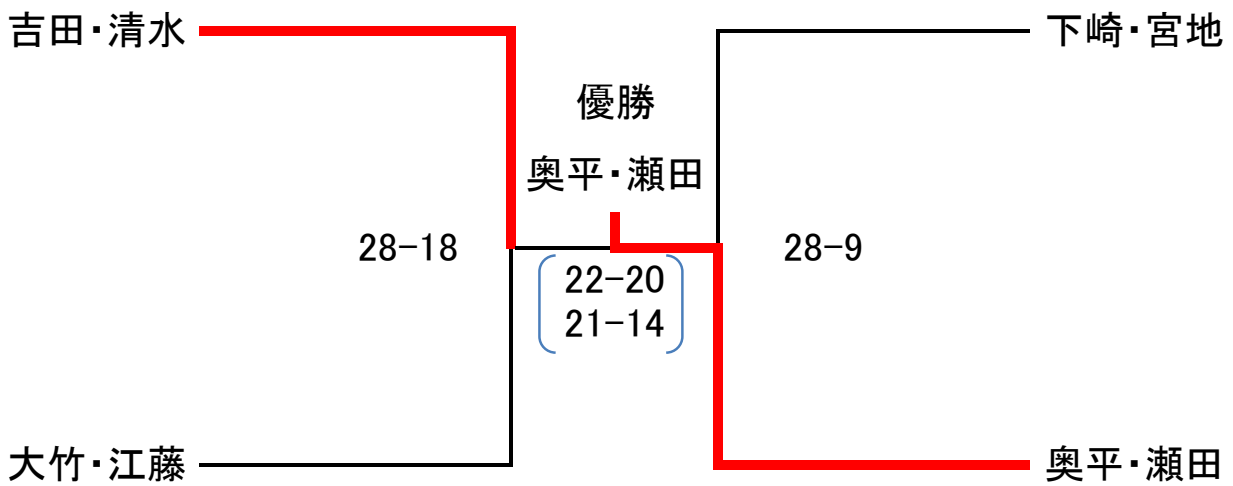 吉田・清水
下崎・宮地
優勝
奥平・瀬田
28-18
28-9
22-20
21-14
大竹・江藤
奥平・瀬田